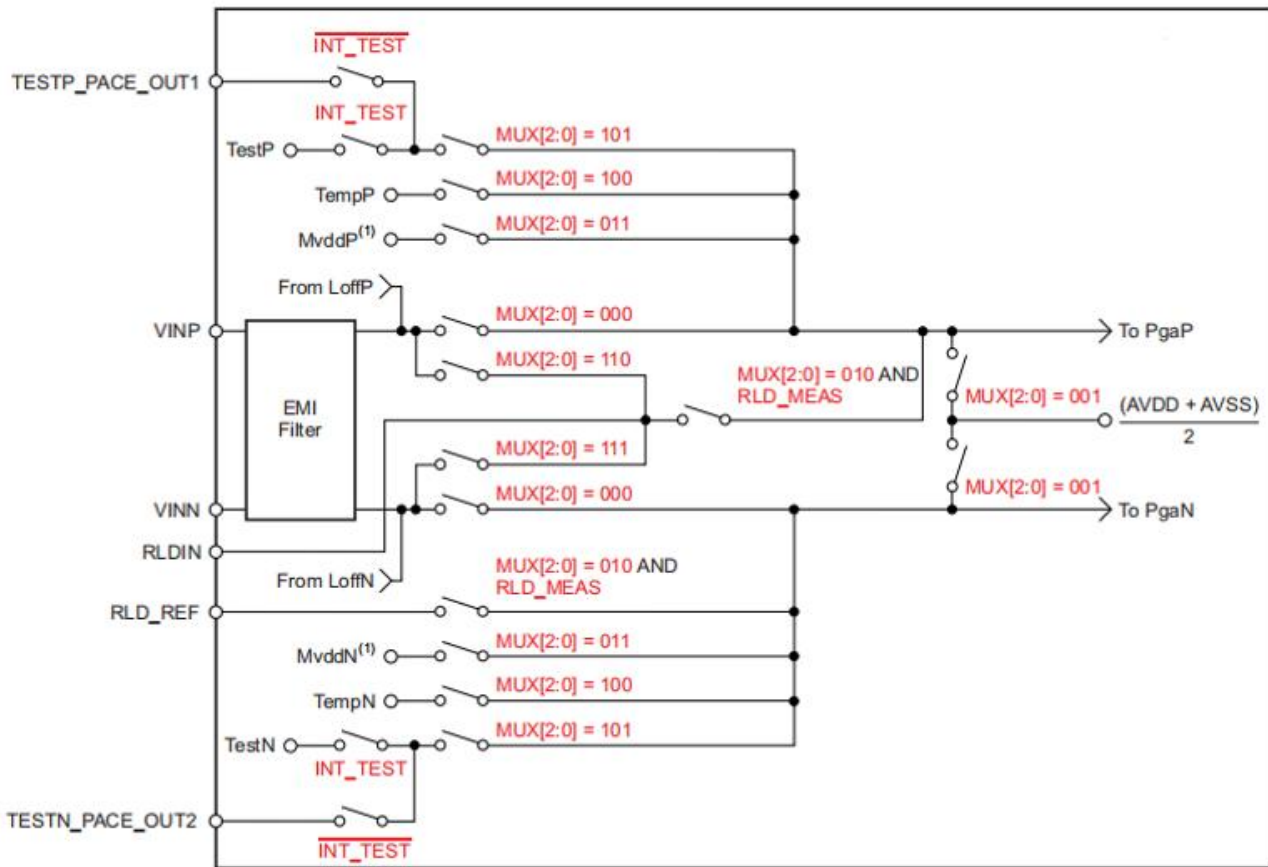 INT_TEST
TESTP_PACE_OUT1
INT_TEST
MUX[2:0] = 101
TestP
MUX[2:0] = 100
TempP
MUX[2:0] = 011
MvddP(1)
From LoffP
MUX[2:0] = 000
VINP
To PgaP
MUX[2:0] = 110
MUX[2:0] = 010 AND
RLD_MEAS
EMI
Filter
MUX[2:0] = 001
(AVDD + AVSS)
2
MUX[2:0] = 111
MUX[2:0] = 001
MUX[2:0] = 000
VINN
To PgaN
RLDIN
From LoffN
MUX[2:0] = 010 AND
RLD_MEAS
RLD_REF
MUX[2:0] = 011
MvddN(1)
MUX[2:0] = 100
TempN
MUX[2:0] = 101
TestN
INT_TEST
TESTN_PACE_OUT2
INT_TEST